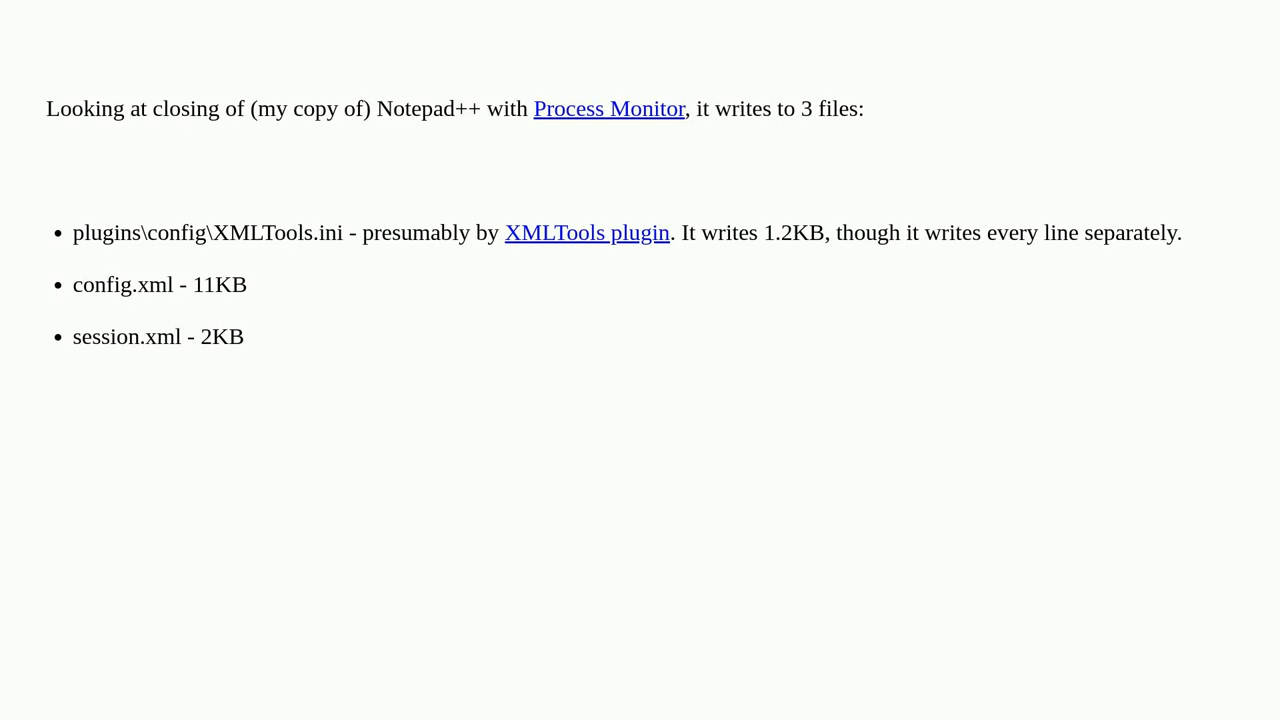 Looking at closing of (my copy of) Notepad++ with Process Monitor, it writes to 3 files:
• plugins\config\XMLTools.ini - presumably by XMLTools plugin. It writes 1.2KB, though it writes every line separately.
• config.xml - 11KB
• session.xml - 2KB